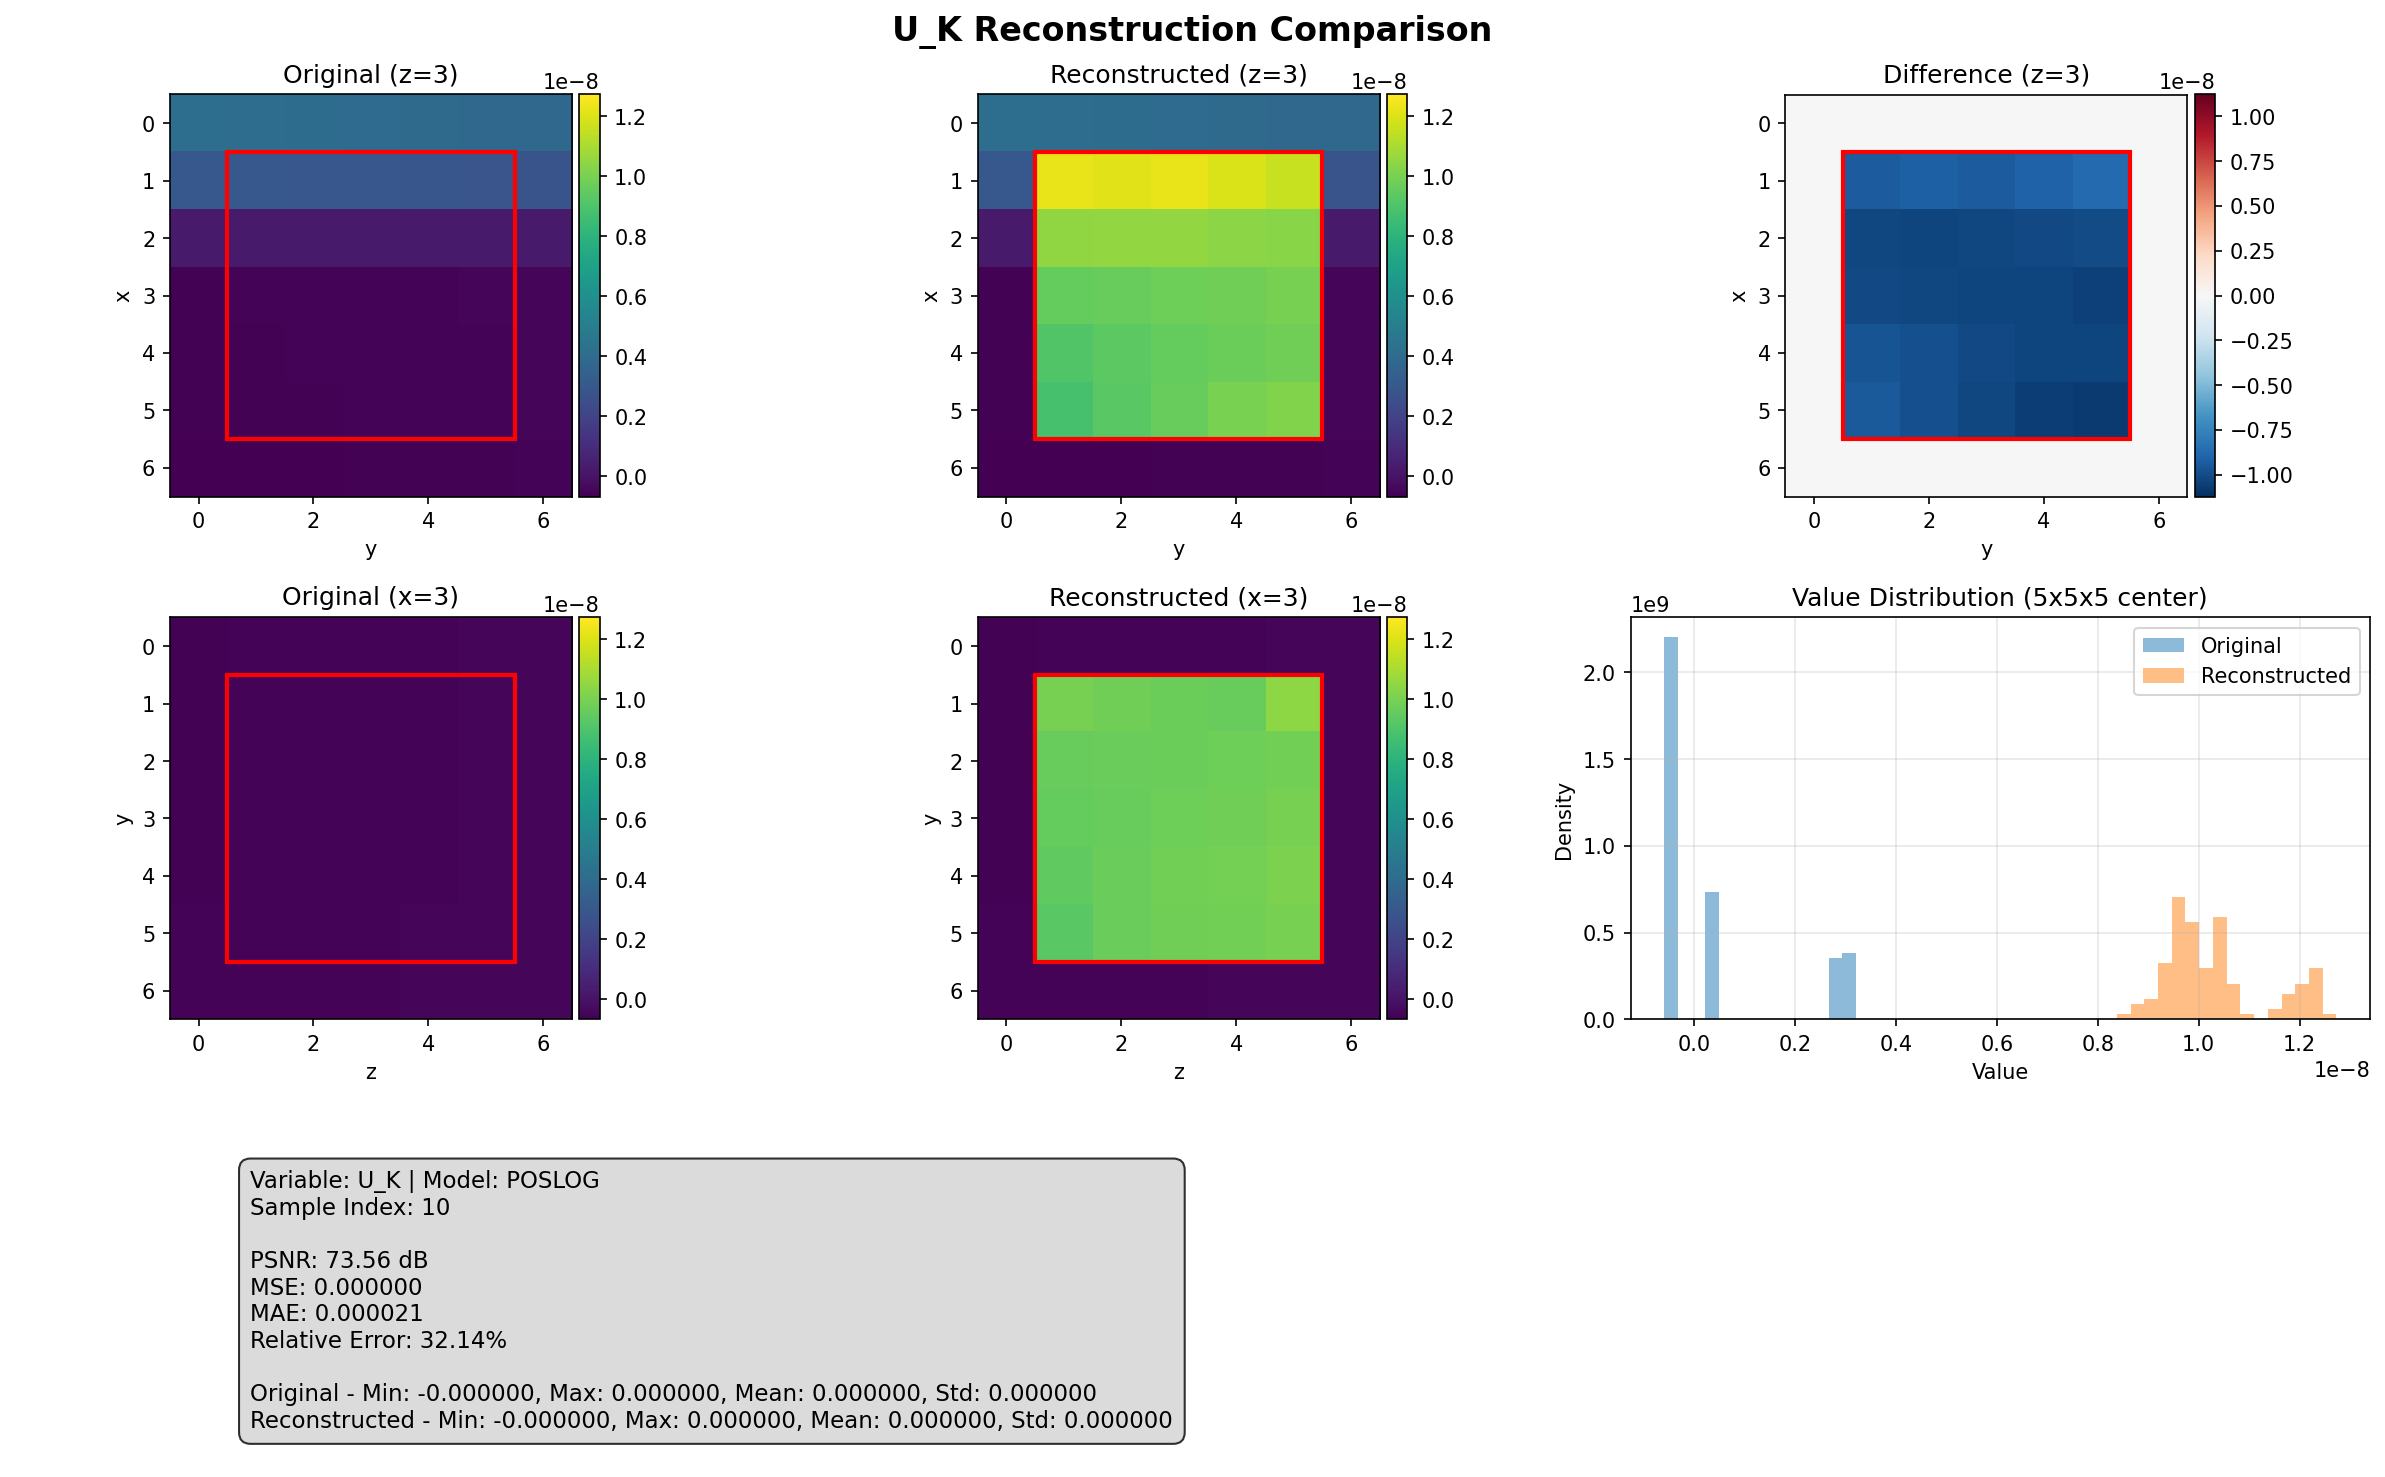 U_K Reconstruction Comparison
Original (z=3)
1e−8
0
1
2
3
4
5
6
x
0 2 4 6
y
1.2
1.0
0.8
0.6
0.4
0.2
0.0
Reconstructed (z=3)
1e−8
0
1
2
3
4
5
6
x
0 2 4 6
y
1.2
1.0
0.8
0.6
0.4
0.2
0.0
Difference (z=3)
1e−8
0
1
2
3
4
5
6
x
0 2 4 6
y
1.00
0.75
0.50
0.25
0.00
−0.25
−0.50
−0.75
−1.00
Original (x=3)
1e−8
0
1
2
3
4
5
6
y
0 2 4 6
z
1.2
1.0
0.8
0.6
0.4
0.2
0.0
Reconstructed (x=3)
1e−8
0
1
2
3
4
5
6
y
0 2 4 6
z
1.2
1.0
0.8
0.6
0.4
0.2
0.0
Value Distribution (5x5x5 center)
1e9
Original
Reconstructed
2.0
1.5
1.0
0.5
0.0
Density
0.0 0.2 0.4 0.6 0.8 1.0 1.2
1e−8
Value
Variable: U_K | Model: POSLOG
Sample Index: 10
PSNR: 73.56 dB
MSE: 0.000000
MAE: 0.000021
Relative Error: 32.14%
Original - Min: -0.000000, Max: 0.000000, Mean: 0.000000, Std: 0.000000
Reconstructed - Min: -0.000000, Max: 0.000000, Mean: 0.000000, Std: 0.000000